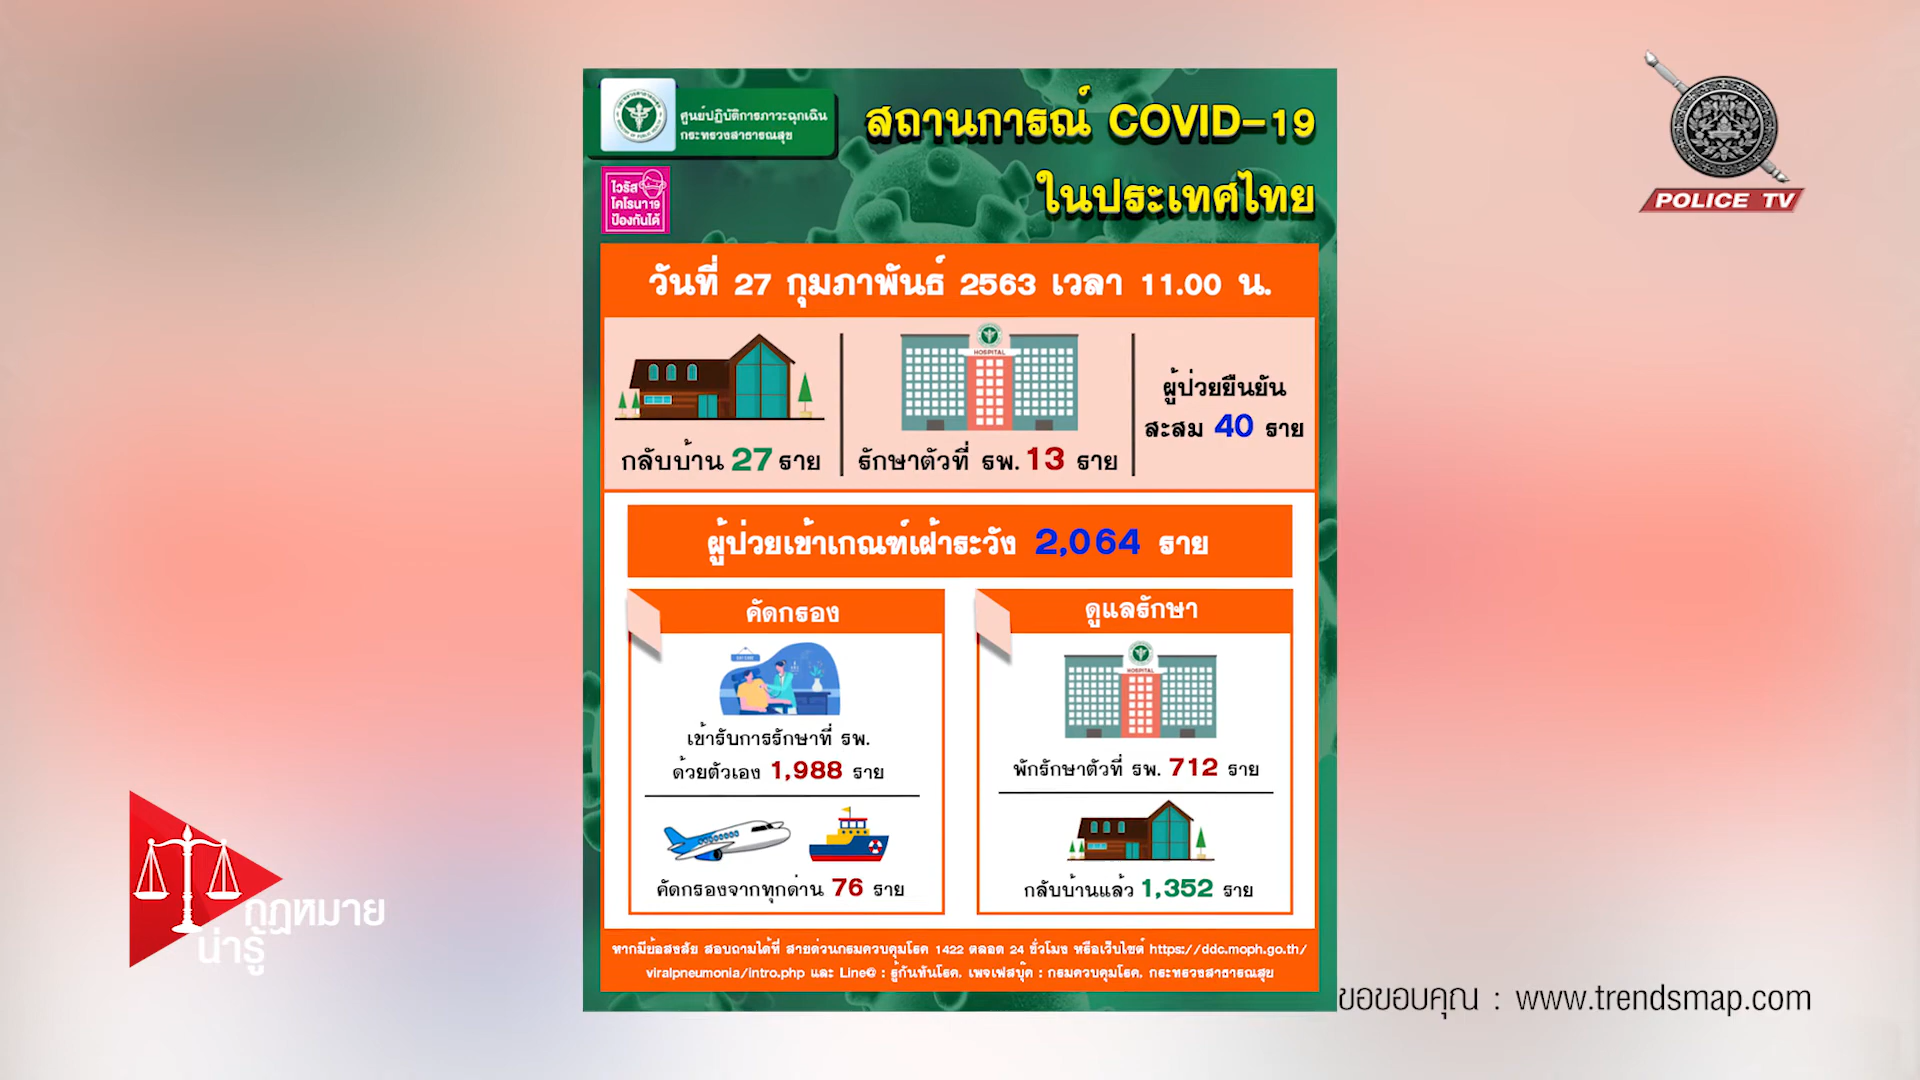 ศูนย์ปฏิบัติการภาวะฉุกเฉิน
กระทรวงสาธารณสุข
สถานการณ์ COVID-19
ในประเทศไทย
ไวรัส
โคโรนา19
ป้องกันได้
POLICE TV
วันที่ 27 กุมภาพันธ์ 2563 เวลา 11.00 น.
HOSPITAL
กลับบ้าน 27 ราย
รักษาตัวที่ รพ. 13 ราย
ผู้ป่วยยืนยัน
สะสม 40 ราย
ผู้ป่วยเข้าเกณฑ์เฝ้าระวัง 2,064 ราย
คัดกรอง
เข้ารับการรักษาที่ รพ.
ด้วยตัวเอง 1,988 ราย
คัดกรองจากทุกด่าน 76 ราย
ดูแลรักษา
HOSPITAL
พักรักษาตัวที่ รพ. 712 ราย
กลับบ้านแล้ว 1,352 ราย
หากมีข้อสงสัย สอบถามได้ที่ สายด่วนกรมควบคุมโรค 1422 ตลอด 24 ชั่วโมง หรือเว็บไซต์ https://ddc.moph.go.th/
viralpneumonia/intro.php และ Line@ : รู้กันทันโรค, เพจเฟสบุ๊ค : กรมควบคุมโรค, กระทรวงสาธารณสุข
กฎหมาย
น่ารู้
ขอขอบคุณ : www.trendsmap.com